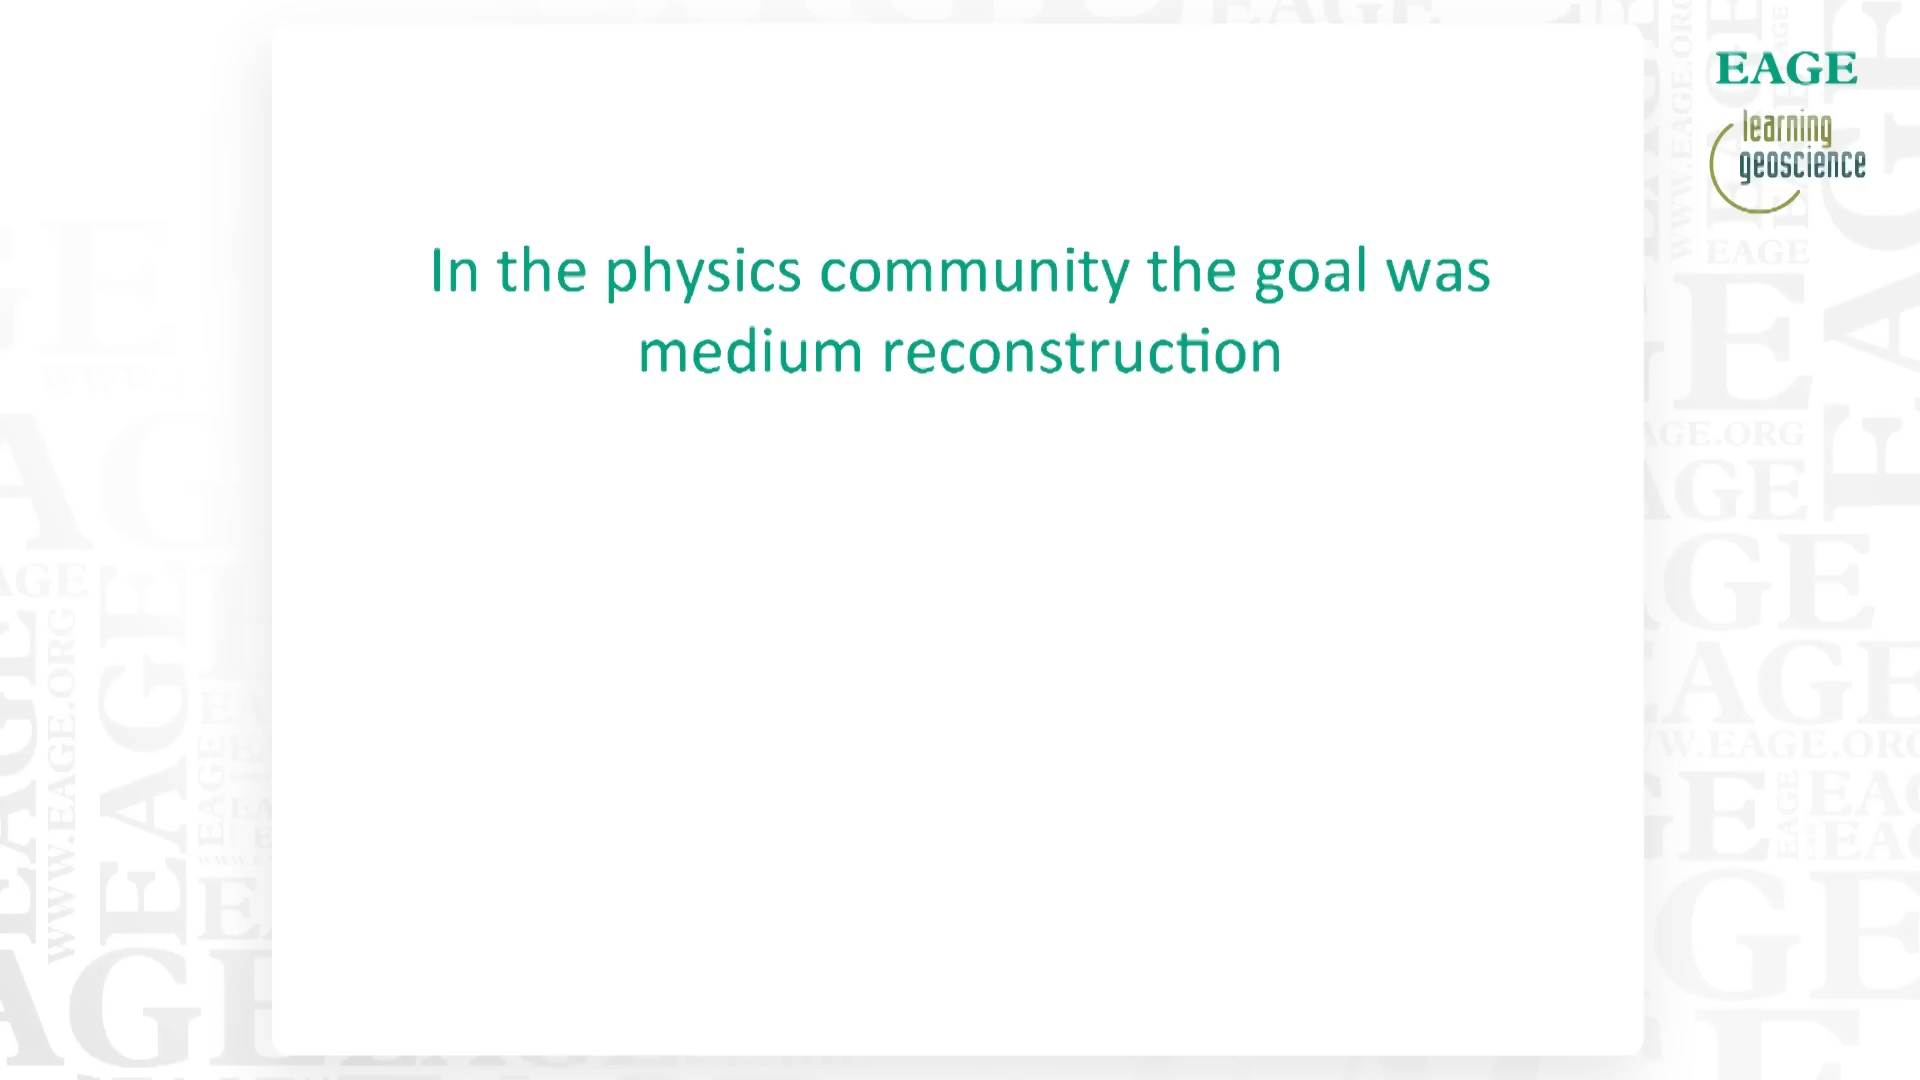 EAGE
learning
geoscience
In the physics community the goal was
medium reconstruction